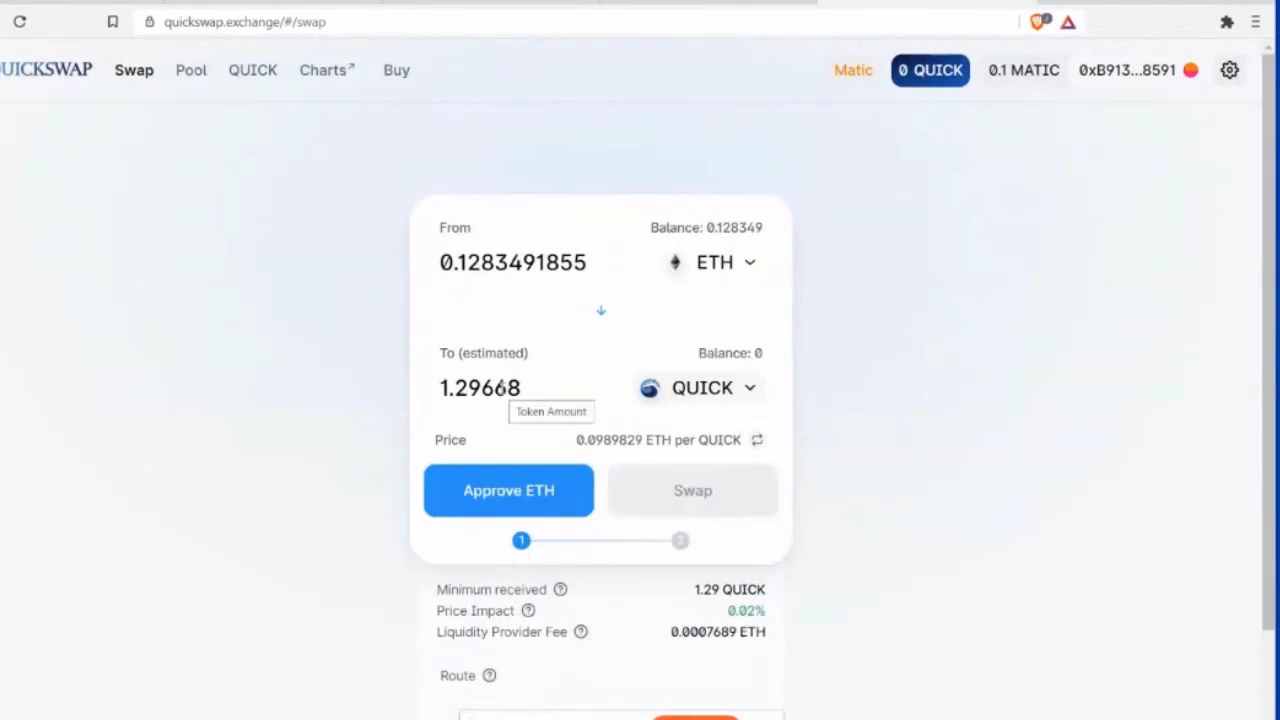 quickswap.exchange/#/swap
UICKSWAP Swap Pool QUICK Charts↗ Buy Matic 0 QUICK 0.1 MATIC 0xB913...8591
From Balance: 0.128349
0.1283491855 ETH
To (estimated) Balance: 0
1.29668 QUICK
Token Amount
Price 0.0989829 ETH per QUICK
Approve ETH Swap
1 2
Minimum received ? 1.29 QUICK
Price Impact ? 0.02%
Liquidity Provider Fee ? 0.0007689 ETH
Route ?